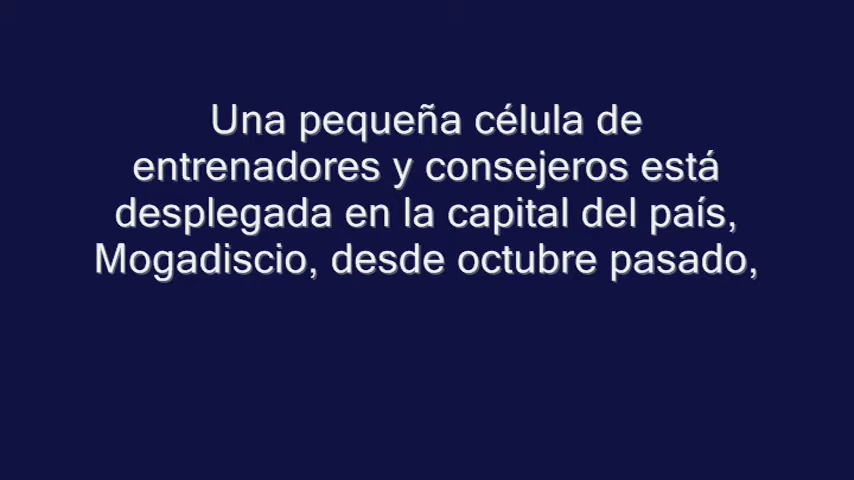 Una pequeña célula de
entrenadores y consejeros está
desplegada en la capital del país,
Mogadiscio, desde octubre pasado,